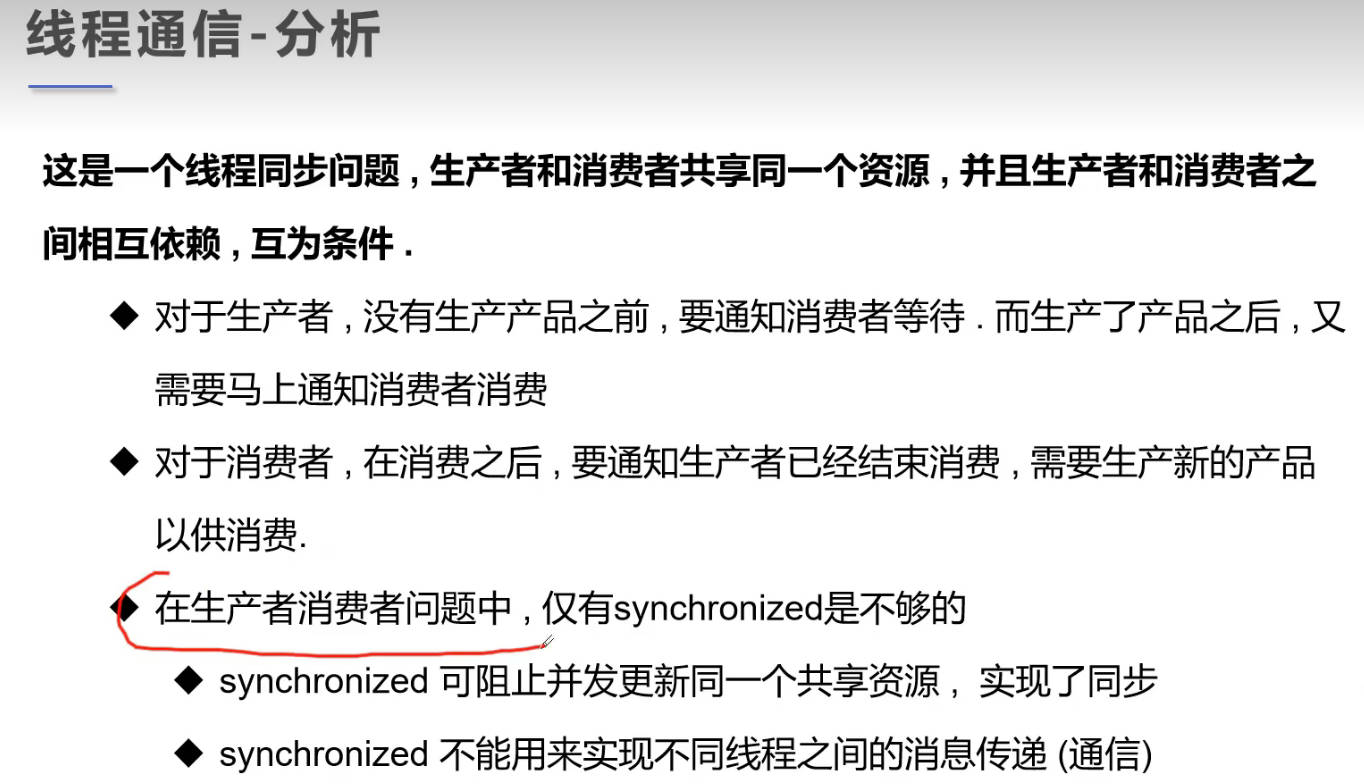 线程通信-分析
这是一个线程同步问题 , 生产者和消费者共享同一个资源 , 并且生产者和消费者之
间相互依赖 , 互为条件 .
◆ 对于生产者 , 没有生产产品之前 , 要通知消费者等待 . 而生产了产品之后 , 又
需要马上通知消费者消费
◆ 对于消费者 , 在消费之后 , 要通知生产者已经结束消费 , 需要生产新的产品
以供消费.
◆ 在生产者消费者问题中 , 仅有synchronized是不够的
◆ synchronized 可阻止并发更新同一个共享资源 , 实现了同步
◆ synchronized 不能用来实现不同线程之间的消息传递 (通信)